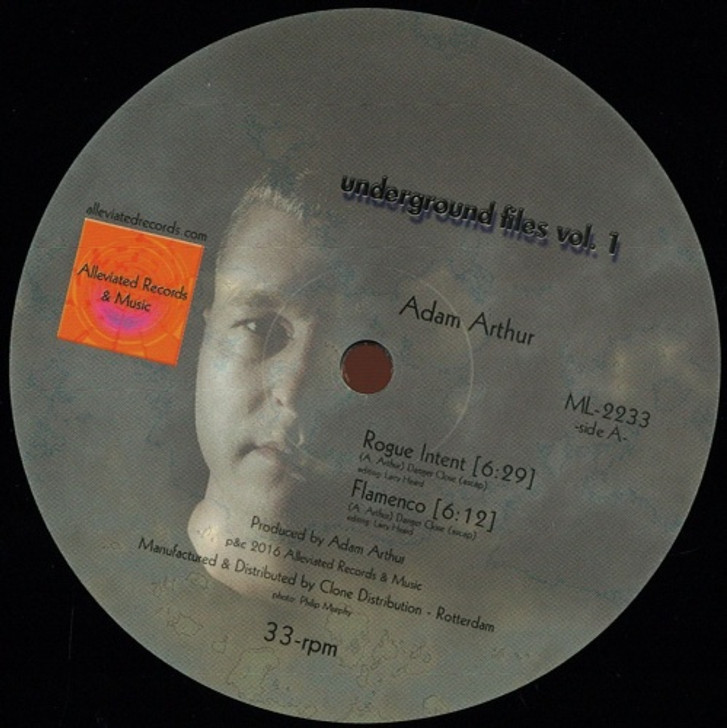 underground files vol. 1
alleviatedrecords.com
Alleviated Records
& Music
Adam Arthur
ML-2233
-side A-
Rogue Intent [6:29]
(A. Arthur) Danger Close (ascap)
editing: Larry Heard
Flamenco [6:12]
(A. Arthur) Danger Close (ascap)
editing: Larry Heard
Produced by Adam Arthur
p&c 2016 Alleviated Records & Music
Manufactured & Distributed by Clone Distribution - Rotterdam
photo: Philip Murphy
33-rpm